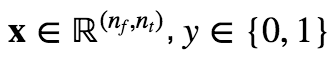 𝐱 ∈ ℝ^(n_f,n_t), y ∈ {0, 1}